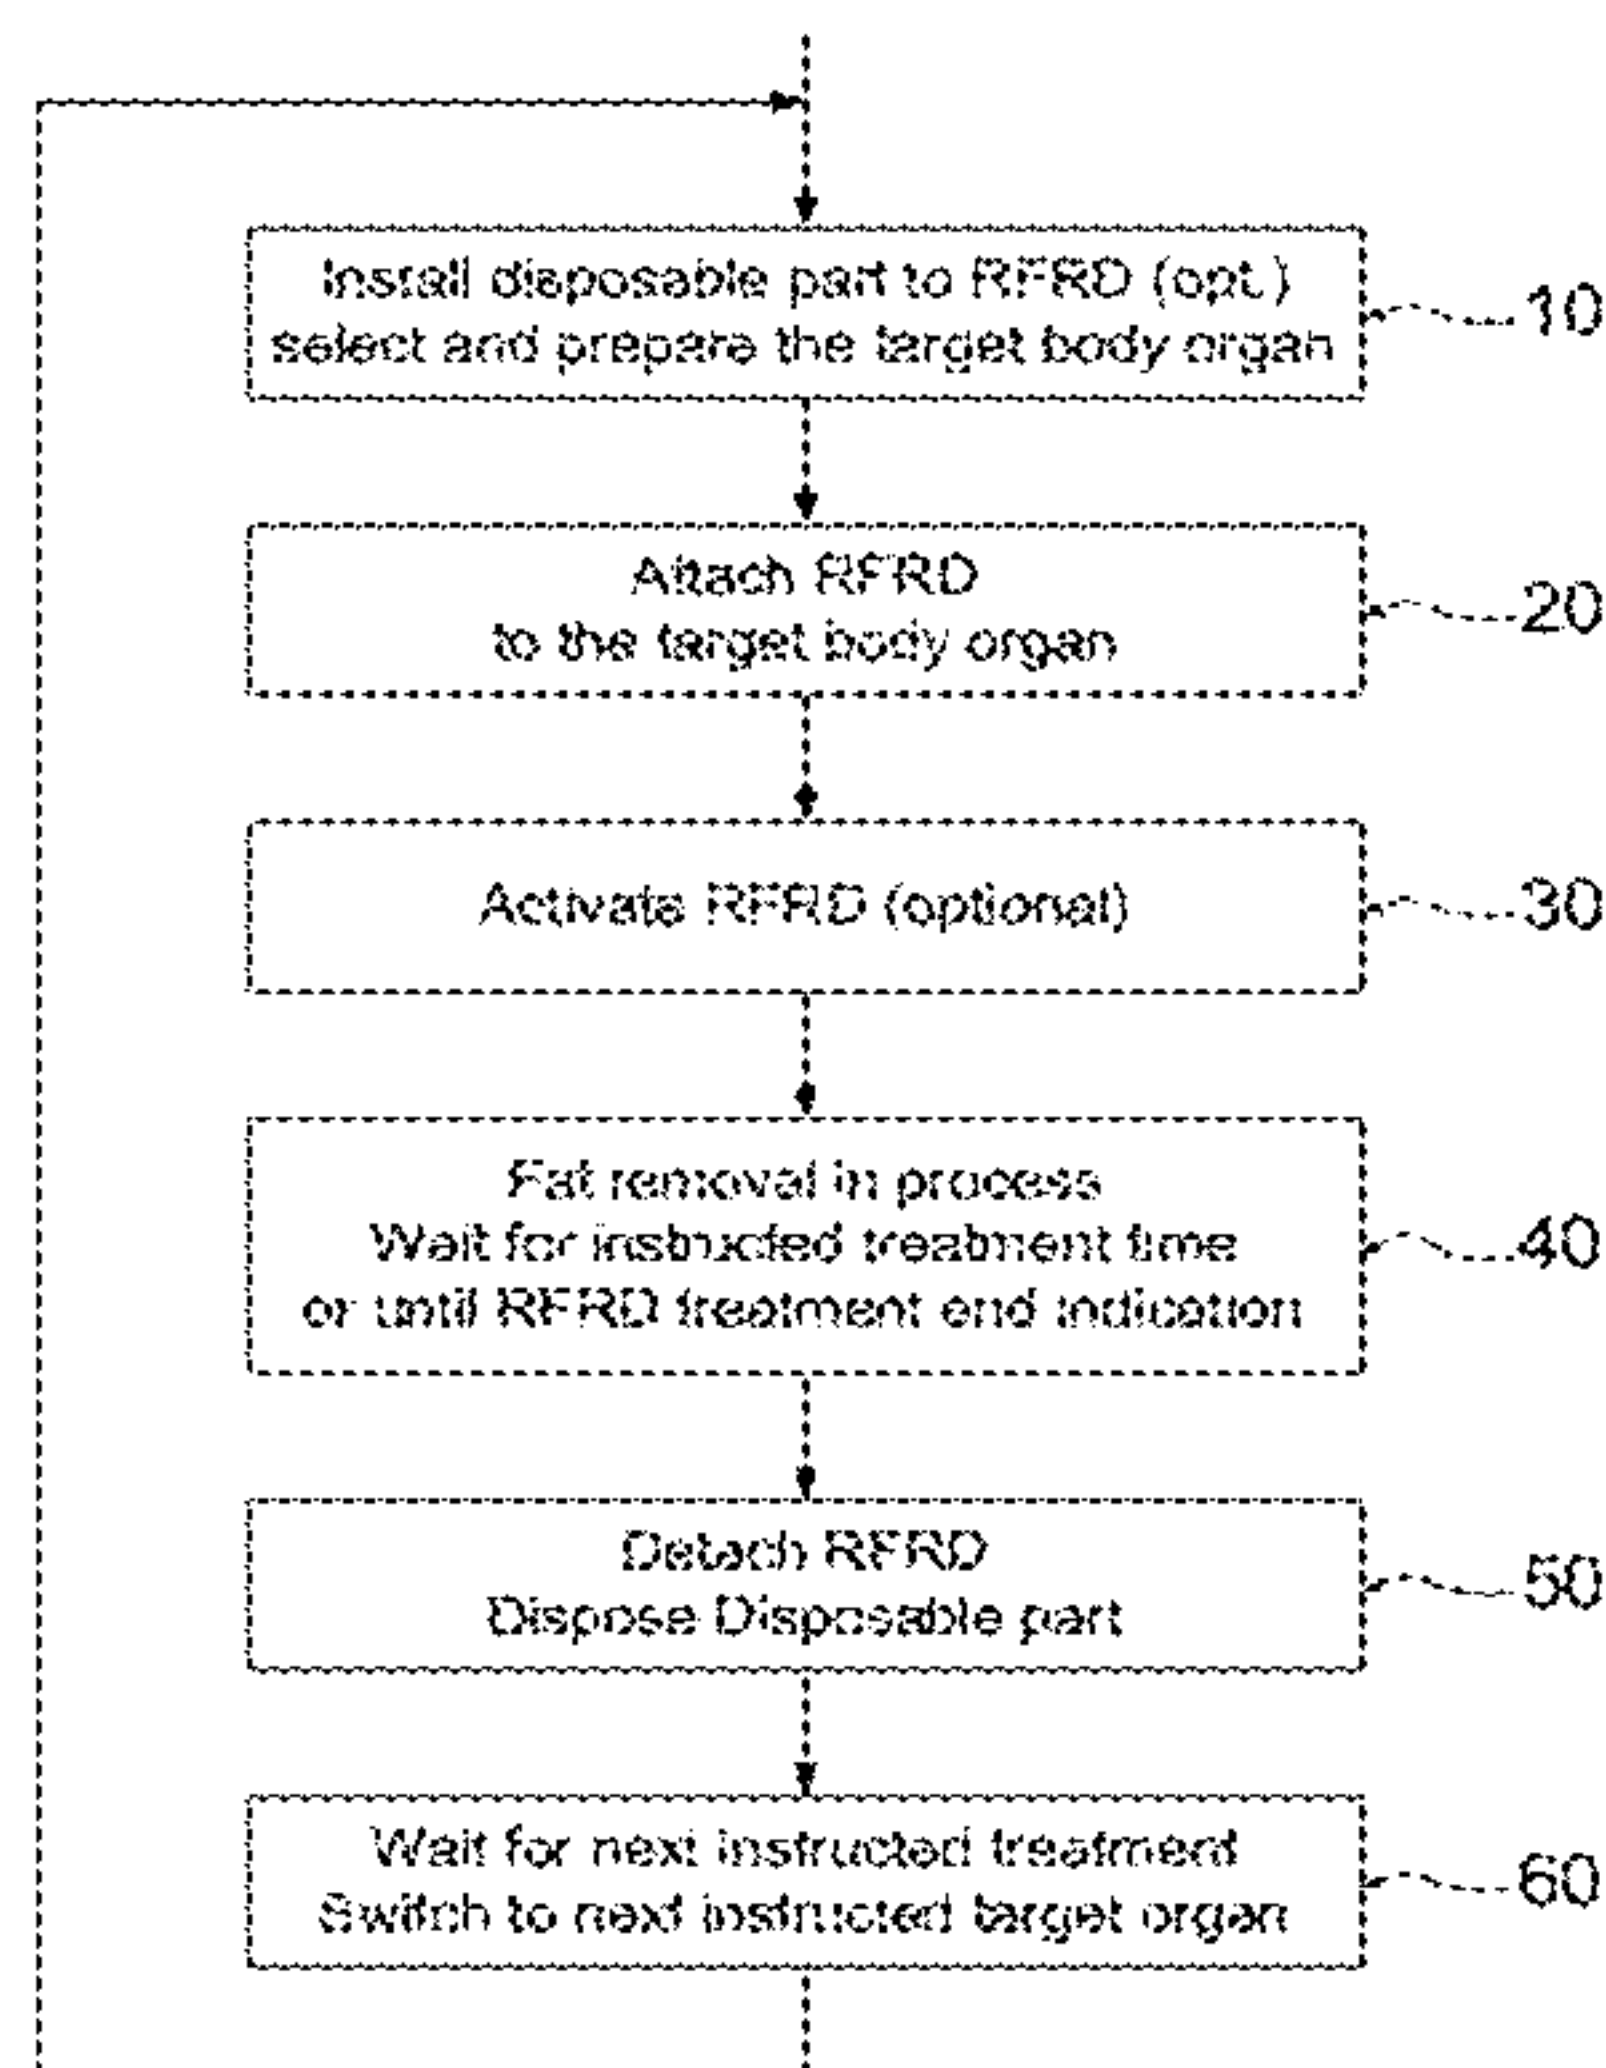 Install disposable part to RFRD (opt.)
select and prepare the target body organ
10
Attach RFRD
to the target body organ
20
Activate RFRD (optional)
30
Fat removal in process
Wait for instructed treatment time
or until RFRD treatment end indication
40
Detach RFRD
Dispose Disposable part
50
Wait for next instructed treatment
Switch to next instructed target organ
60